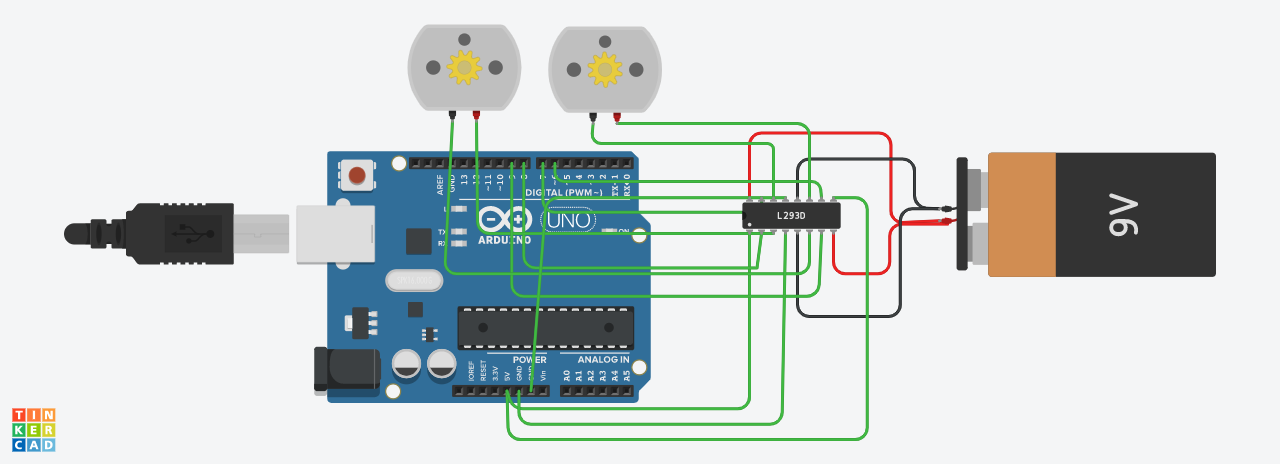 AREF
GND
13
12
~11
~10
9
8
7
~6
~5
4
~3
2
TX→1
RX←0
DIGITAL (PWM~)
L
TX
RX
UNO
ON
ARDUINO
L293D
9V
POWER
ANALOG IN
IOREF
RESET
3.3V
5V
GND
GND
Vin
A0
A1
A2
A3
A4
A5
TIN
KER
CAD